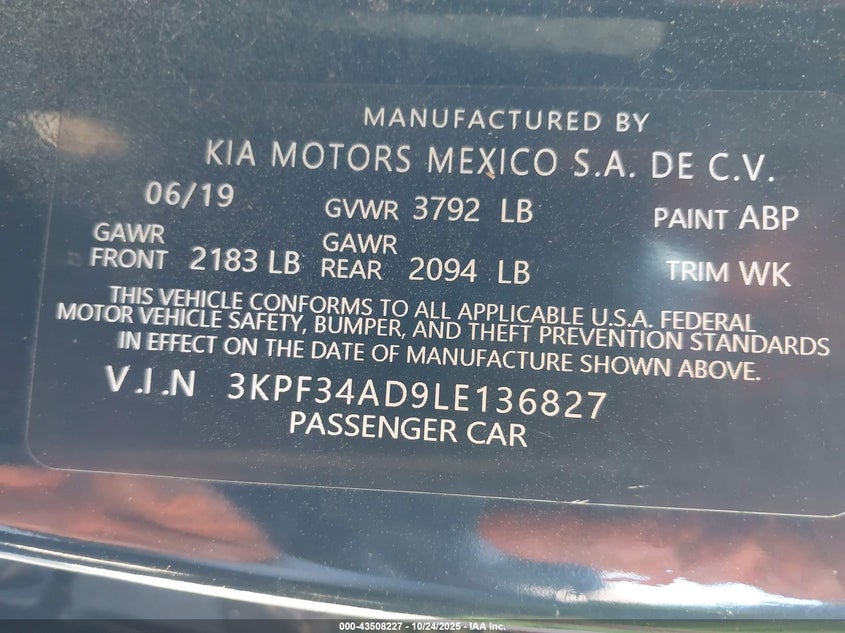 MANUFACTURED BY
KIA MOTORS MEXICO S.A. DE C.V.
06/19 GVWR 3792 LB PAINT ABP
GAWR FRONT 2183 LB GAWR REAR 2094 LB TRIM WK
THIS VEHICLE CONFORMS TO ALL APPLICABLE U.S.A. FEDERAL
MOTOR VEHICLE SAFETY, BUMPER, AND THEFT PREVENTION STANDARDS
IN EFFECT ON THE DATE OF MANUFACTURE SHOWN ABOVE.
V.I.N 3KPF34AD9LE136827
PASSENGER CAR
000-43508227 - 10/24/2025 - IAA Inc.